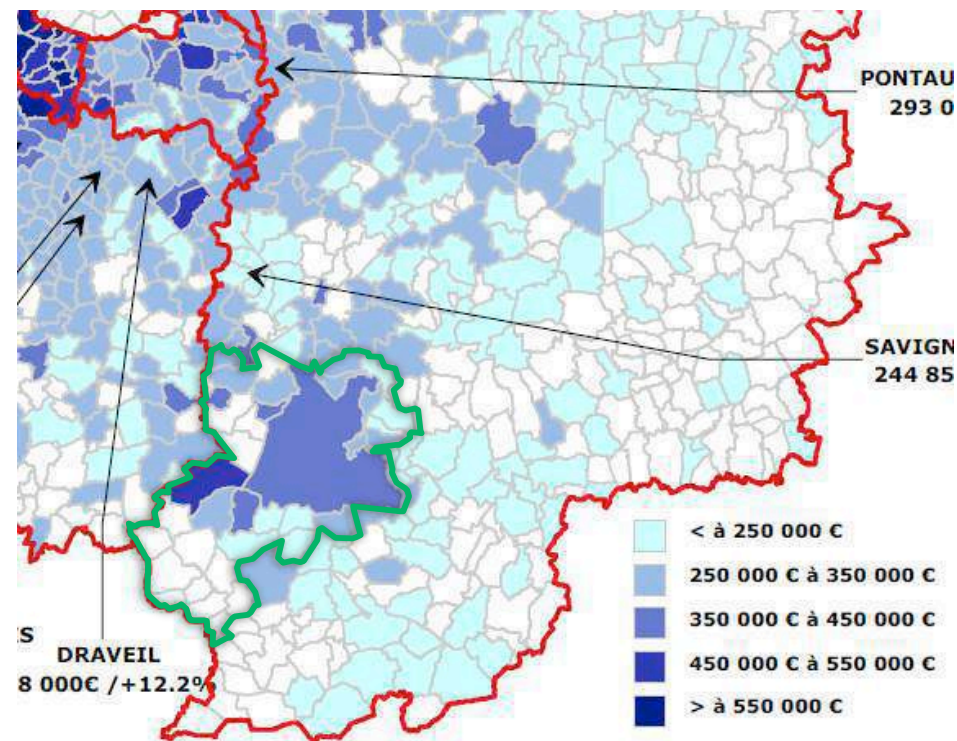 PONTAU
293 0
SAVIGN
244 85
< à 250 000 €
250 000 € à 350 000 €
350 000 € à 450 000 €
450 000 € à 550 000 €
> à 550 000 €
S
DRAVEIL
8 000€ /+12.2%